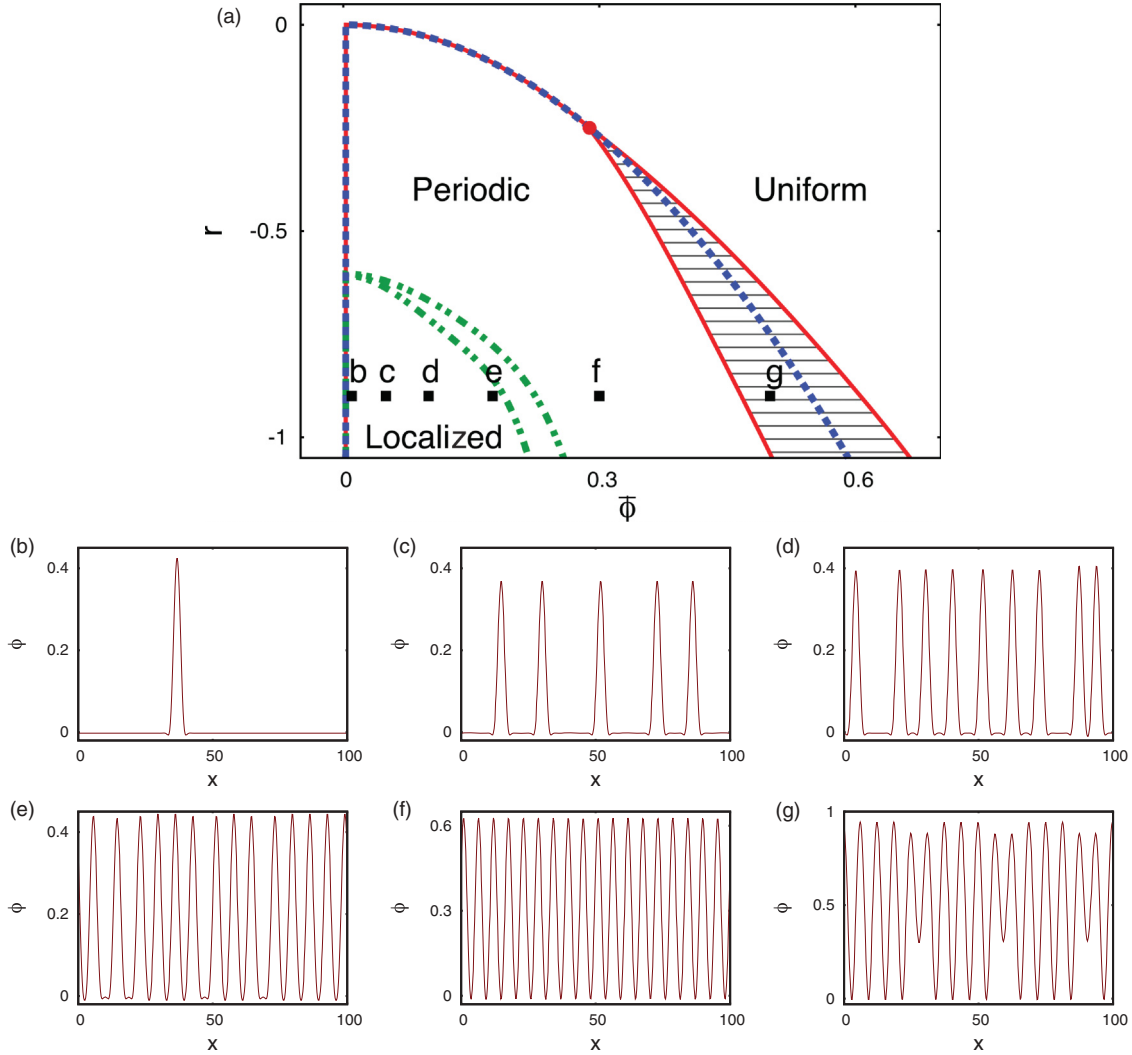 (a)
0
Periodic
Uniform
r
-0.5
b c d e f g
Localized
-1
0 0.3 0.6
ϕ̅
(b) (c) (d)
0.4 0.4 0.4
ϕ 0.2 ϕ 0.2 ϕ 0.2
0 0 0
0 50 100 0 50 100 0 50 100
x x x
(e) (f) (g)
0.4 0.6 1
ϕ 0.2 ϕ 0.3 ϕ 0.5
0 0 0
0 50 100 0 50 100 0 50 100
x x x